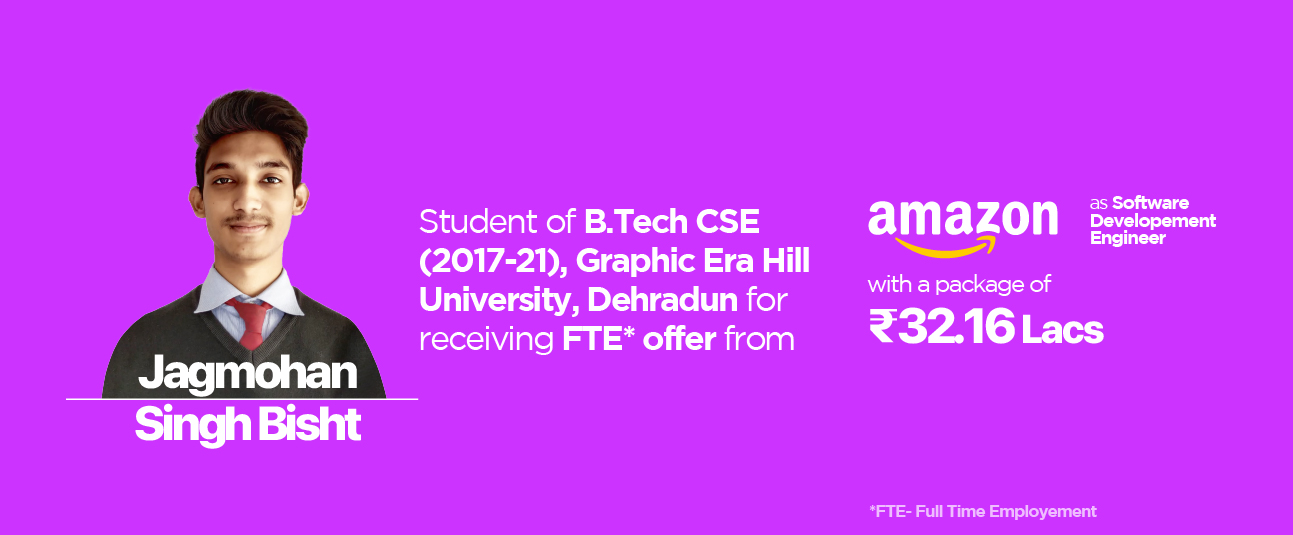 Jagmohan
Singh Bisht
Student of B.Tech CSE
(2017-21), Graphic Era Hill
University, Dehradun for
receiving FTE* offer from
amazon
as Software
Developement
Engineer
with a package of
₹32.16 Lacs
*FTE- Full Time Employement